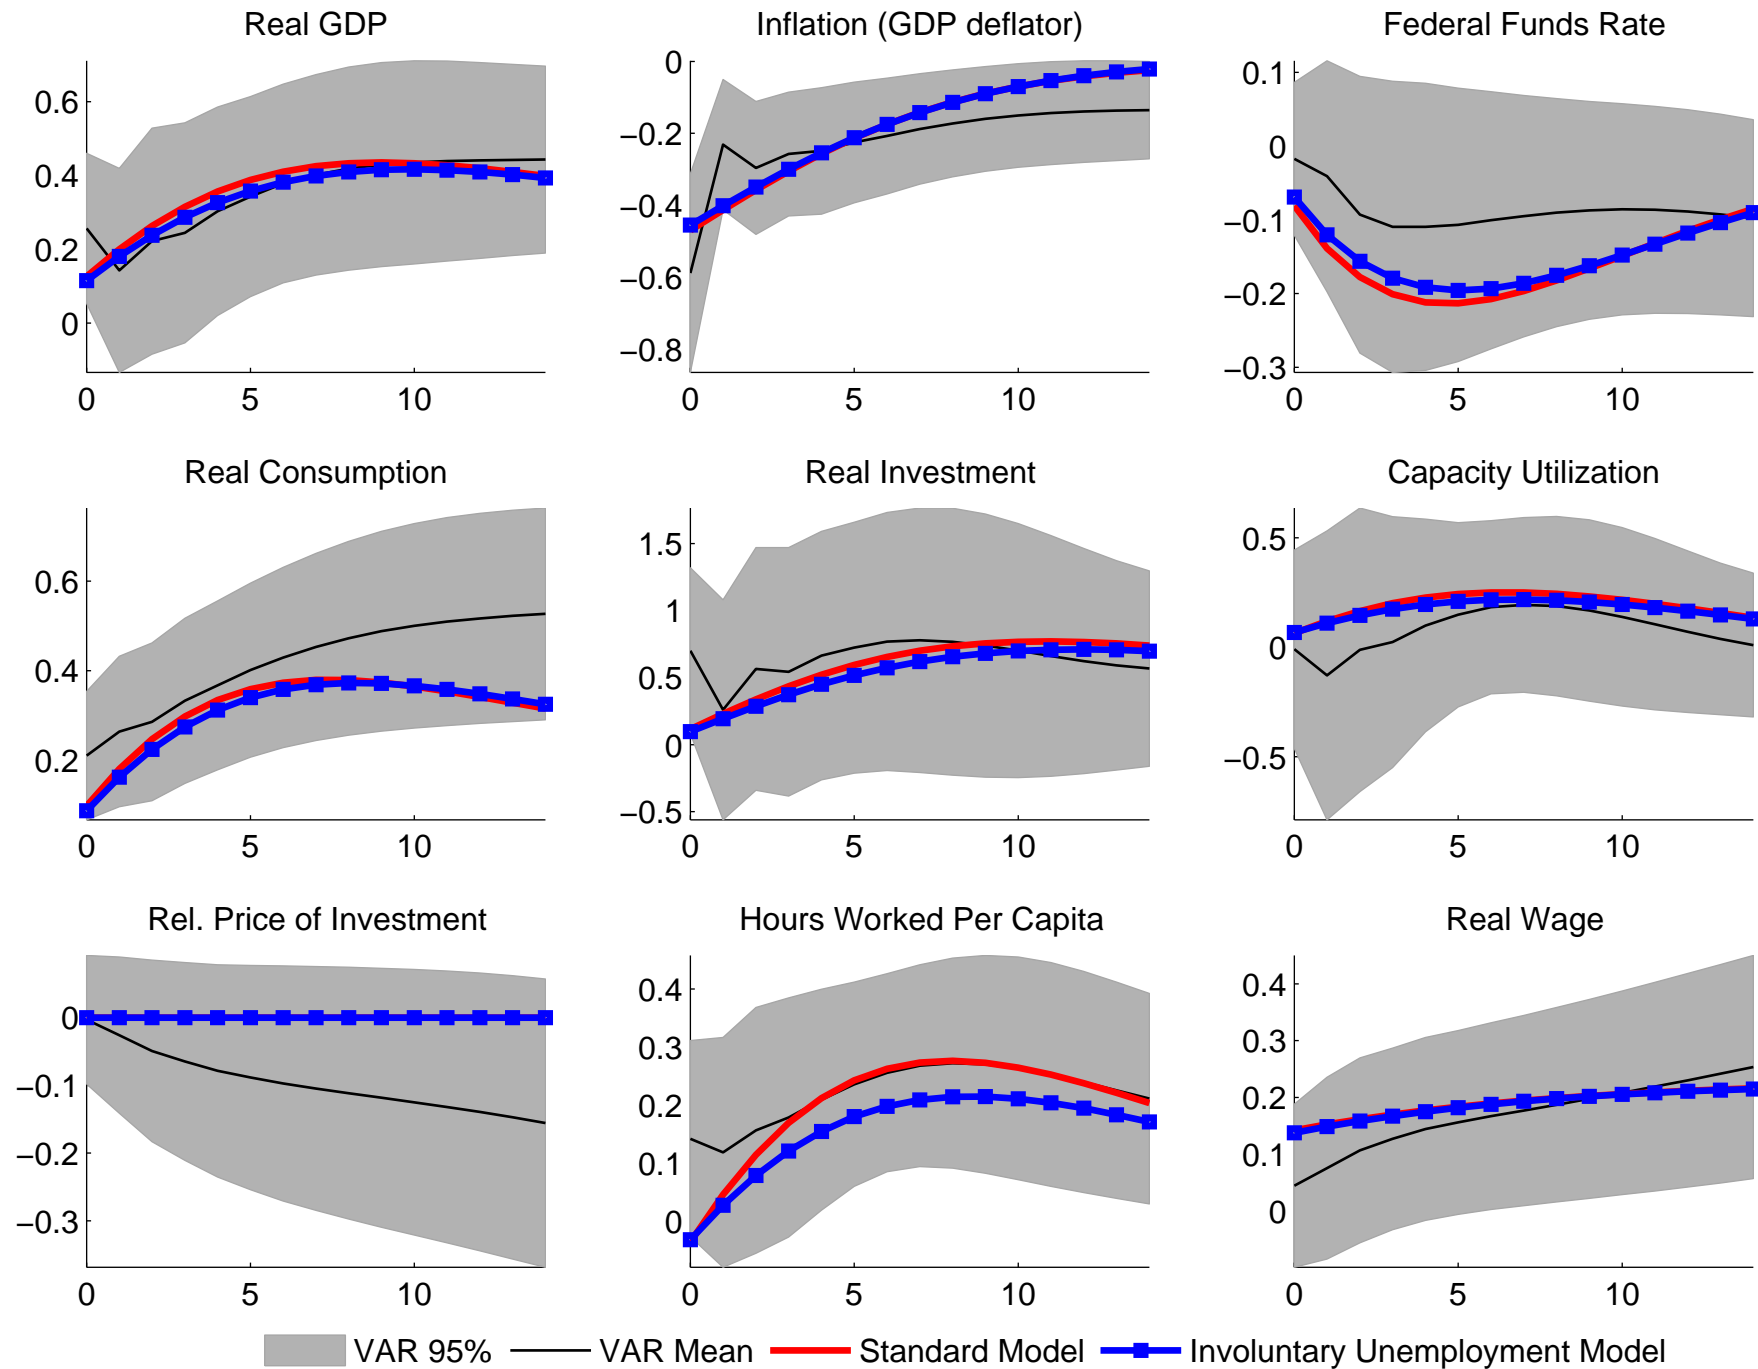 Real GDP
0.6
0.4
0.2
0
0 5 10
Inflation (GDP deflator)
0
−0.2
−0.4
−0.6
−0.8
0 5 10
Federal Funds Rate
0.1
0
−0.1
−0.2
−0.3
0 5 10
Real Consumption
0.6
0.4
0.2
0 5 10
Real Investment
1.5
1
0.5
0
−0.5
0 5 10
Capacity Utilization
0.5
0
−0.5
0 5 10
Rel. Price of Investment
0
−0.1
−0.2
−0.3
0 5 10
Hours Worked Per Capita
0.4
0.3
0.2
0.1
0
0 5 10
Real Wage
0.4
0.3
0.2
0.1
0
0 5 10
VAR 95% VAR Mean Standard Model Involuntary Unemployment Model